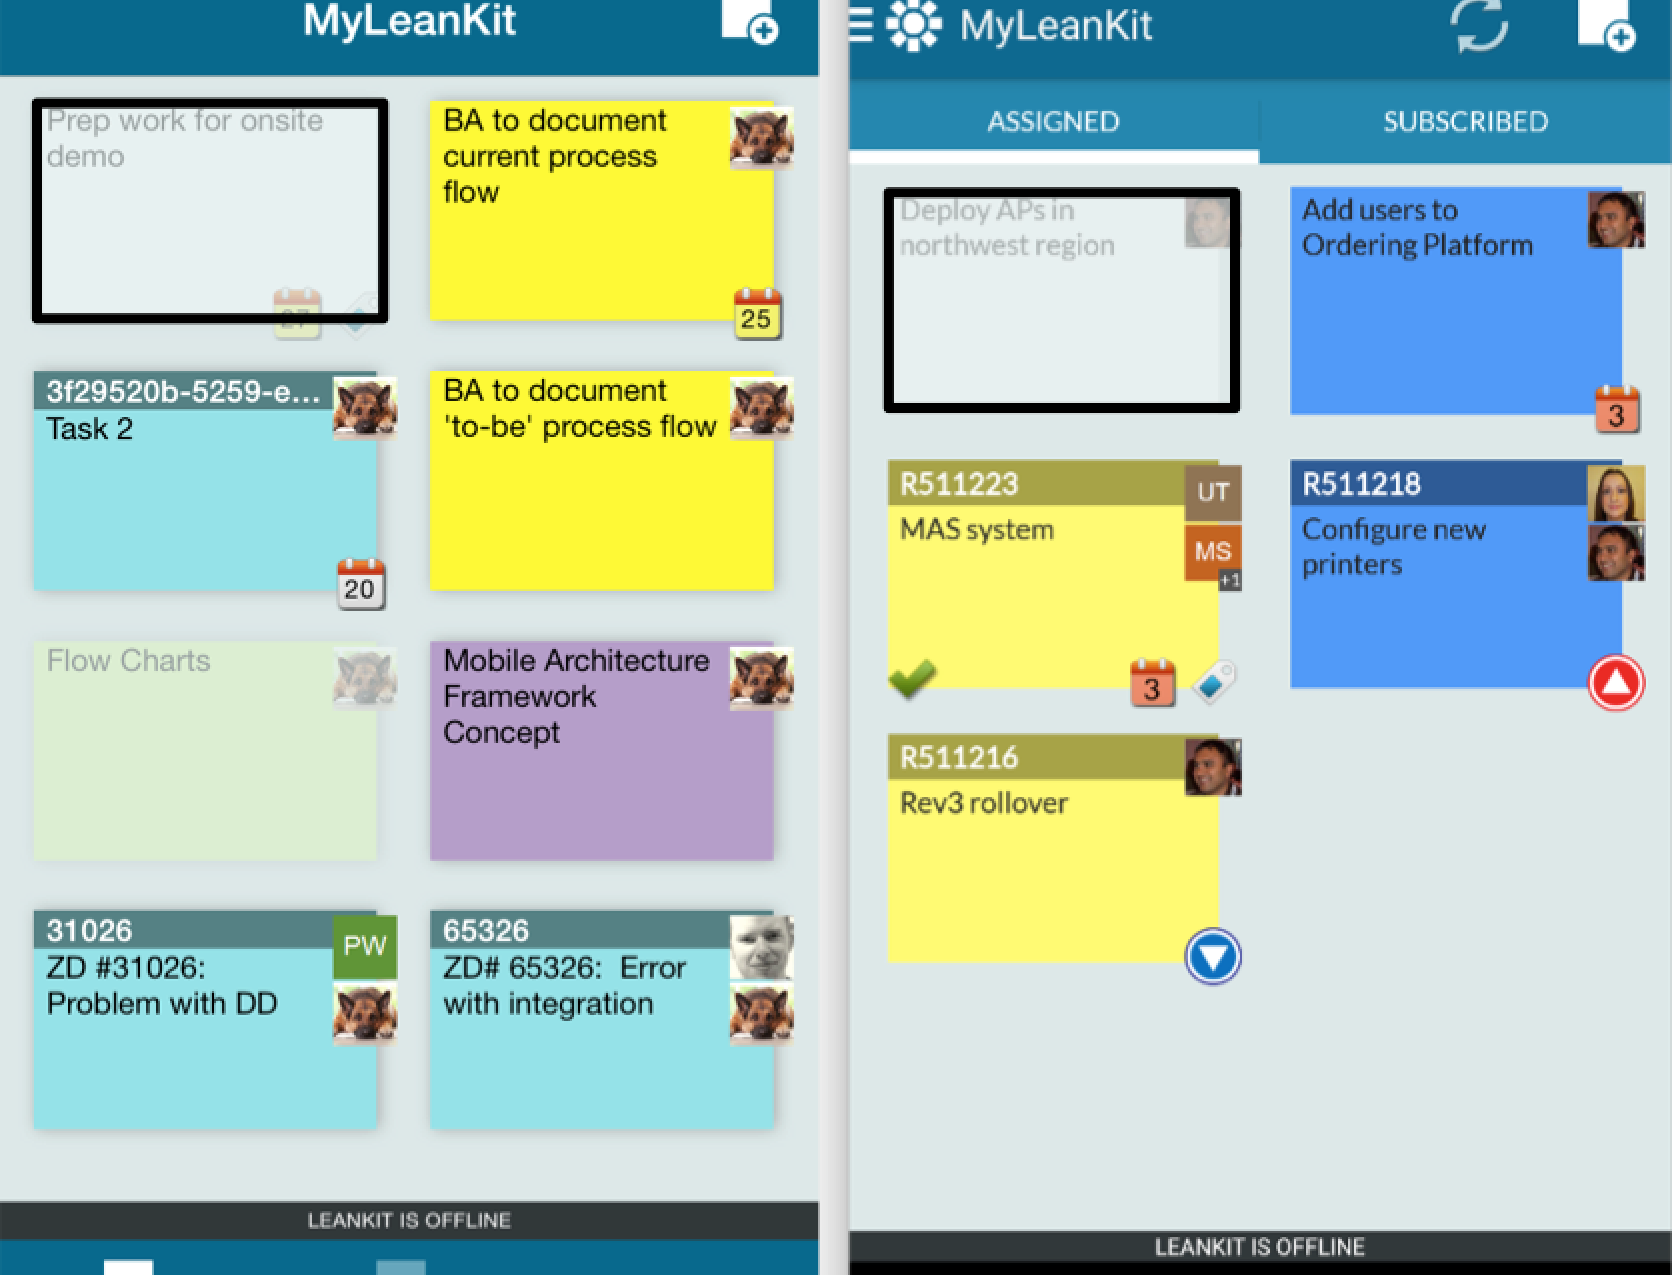 MyLeanKit
Prep work for onsite
demo
27
BA to document
current process
flow
25
3f29520b-5259-e...
Task 2
20
BA to document
'to-be' process flow
Flow Charts
Mobile Architecture
Framework
Concept
31026
PW
ZD #31026:
Problem with DD
65326
ZD# 65326:  Error
with integration
LEANKIT IS OFFLINE
MyLeanKit
ASSIGNED
SUBSCRIBED
Deploy APs in
northwest region
Add users to
Ordering Platform
3
R511223
UT
MAS system
MS
+1
3
R511218
Configure new
printers
R511216
Rev3 rollover
LEANKIT IS OFFLINE